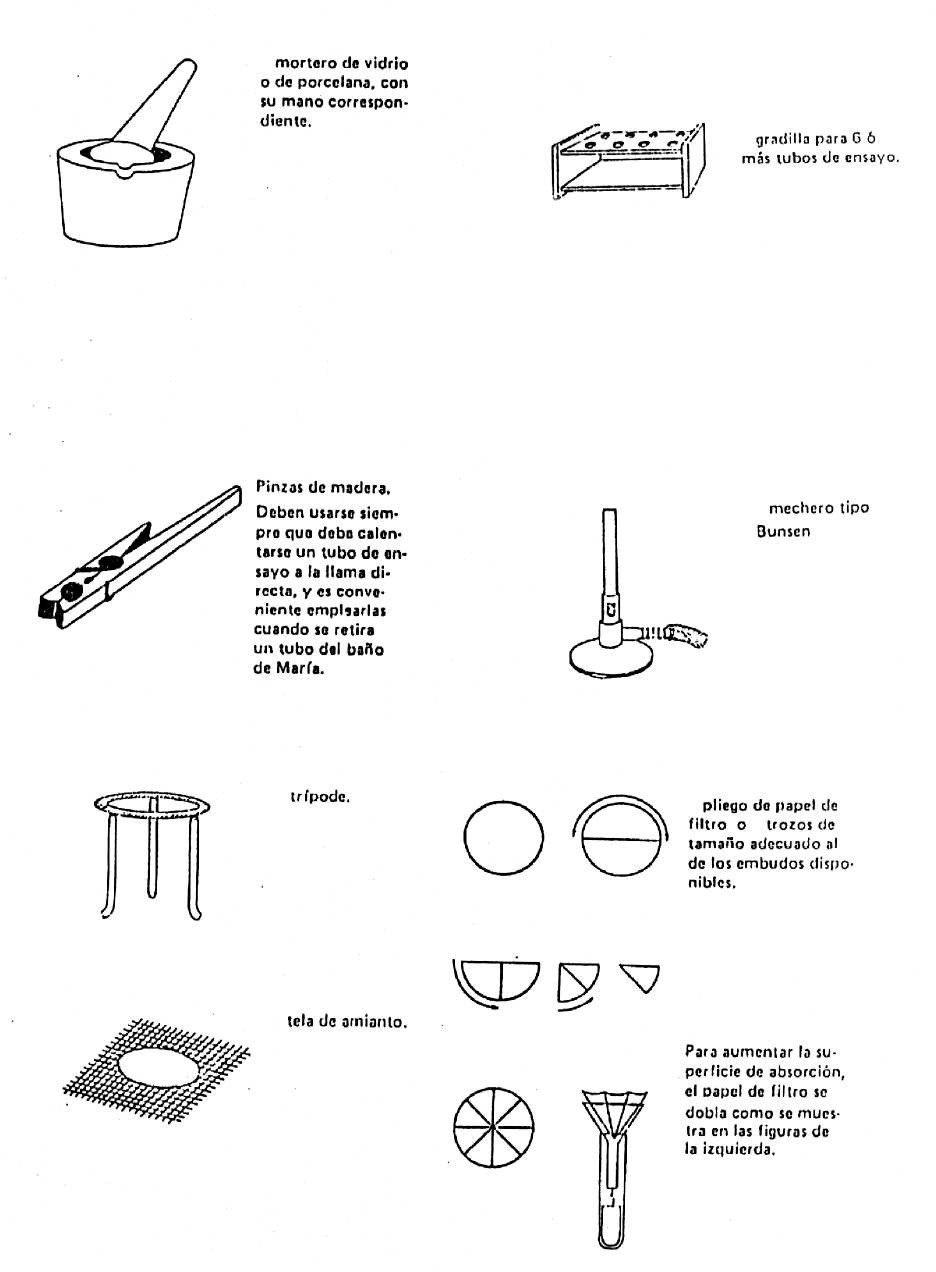 mortero de vidrio
o de porcelana, con
su mano correspon-
diente.
gradilla para 6 ó
más tubos de ensayo.
Pinzas de madera.
Deben usarse siem-
pre que deba calen-
tarse un tubo de en-
sayo a la llama di-
recta, y es conve-
niente emplearlas
cuando se retira
un tubo del baño
de María.
mechero tipo
Bunsen
trípode.
pliego de papel de
filtro o trozos de
tamaño adecuado al
de los embudos dispo-
nibles.
tela de amianto.
Para aumentar la su-
perficie de absorción,
el papel de filtro se
dobla como se mues-
tra en las figuras de
la izquierda.